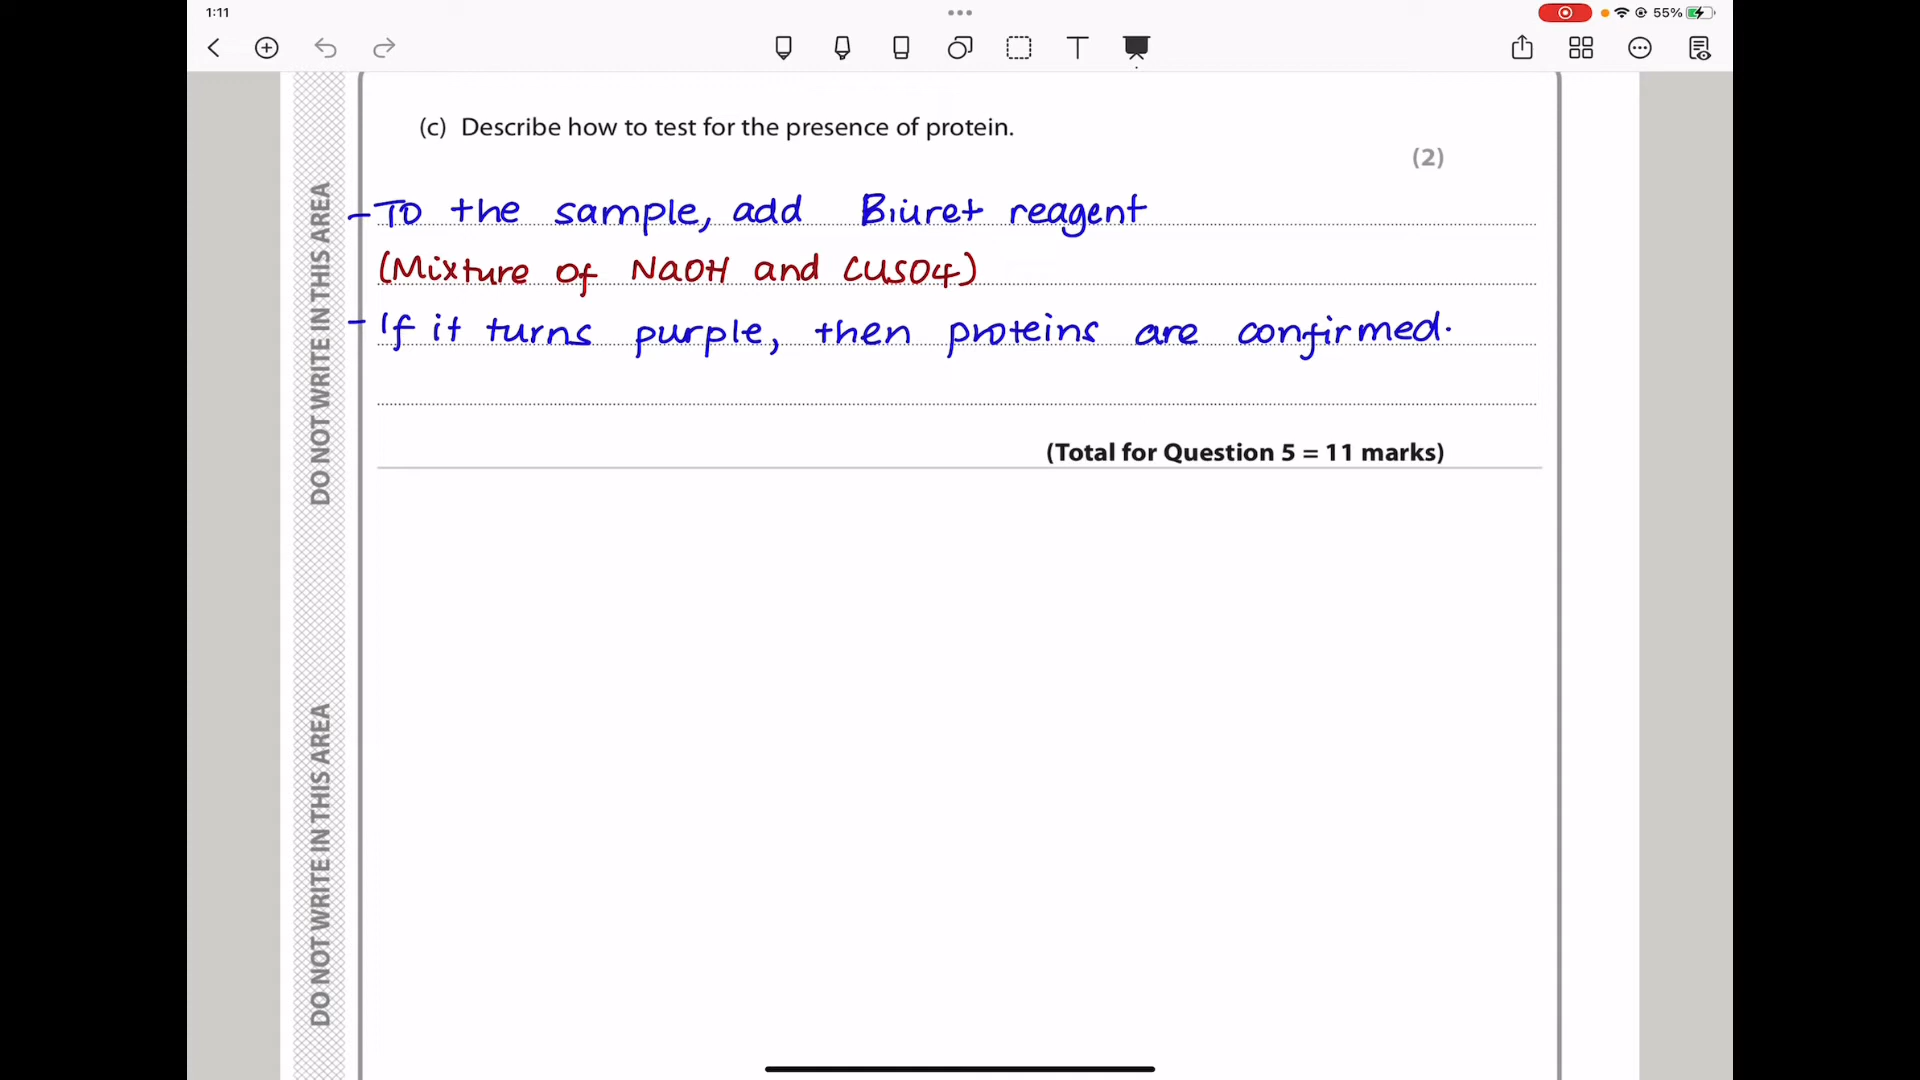 1:11
55%
(c) Describe how to test for the presence of protein.
(2)
- To the sample, add Biuret reagent
(Mixture of NaOH and CuSO4)
- If it turns purple, then proteins are confirmed.
(Total for Question 5 = 11 marks)
DO NOT WRITE IN THIS AREA
DO NOT WRITE IN THIS AREA